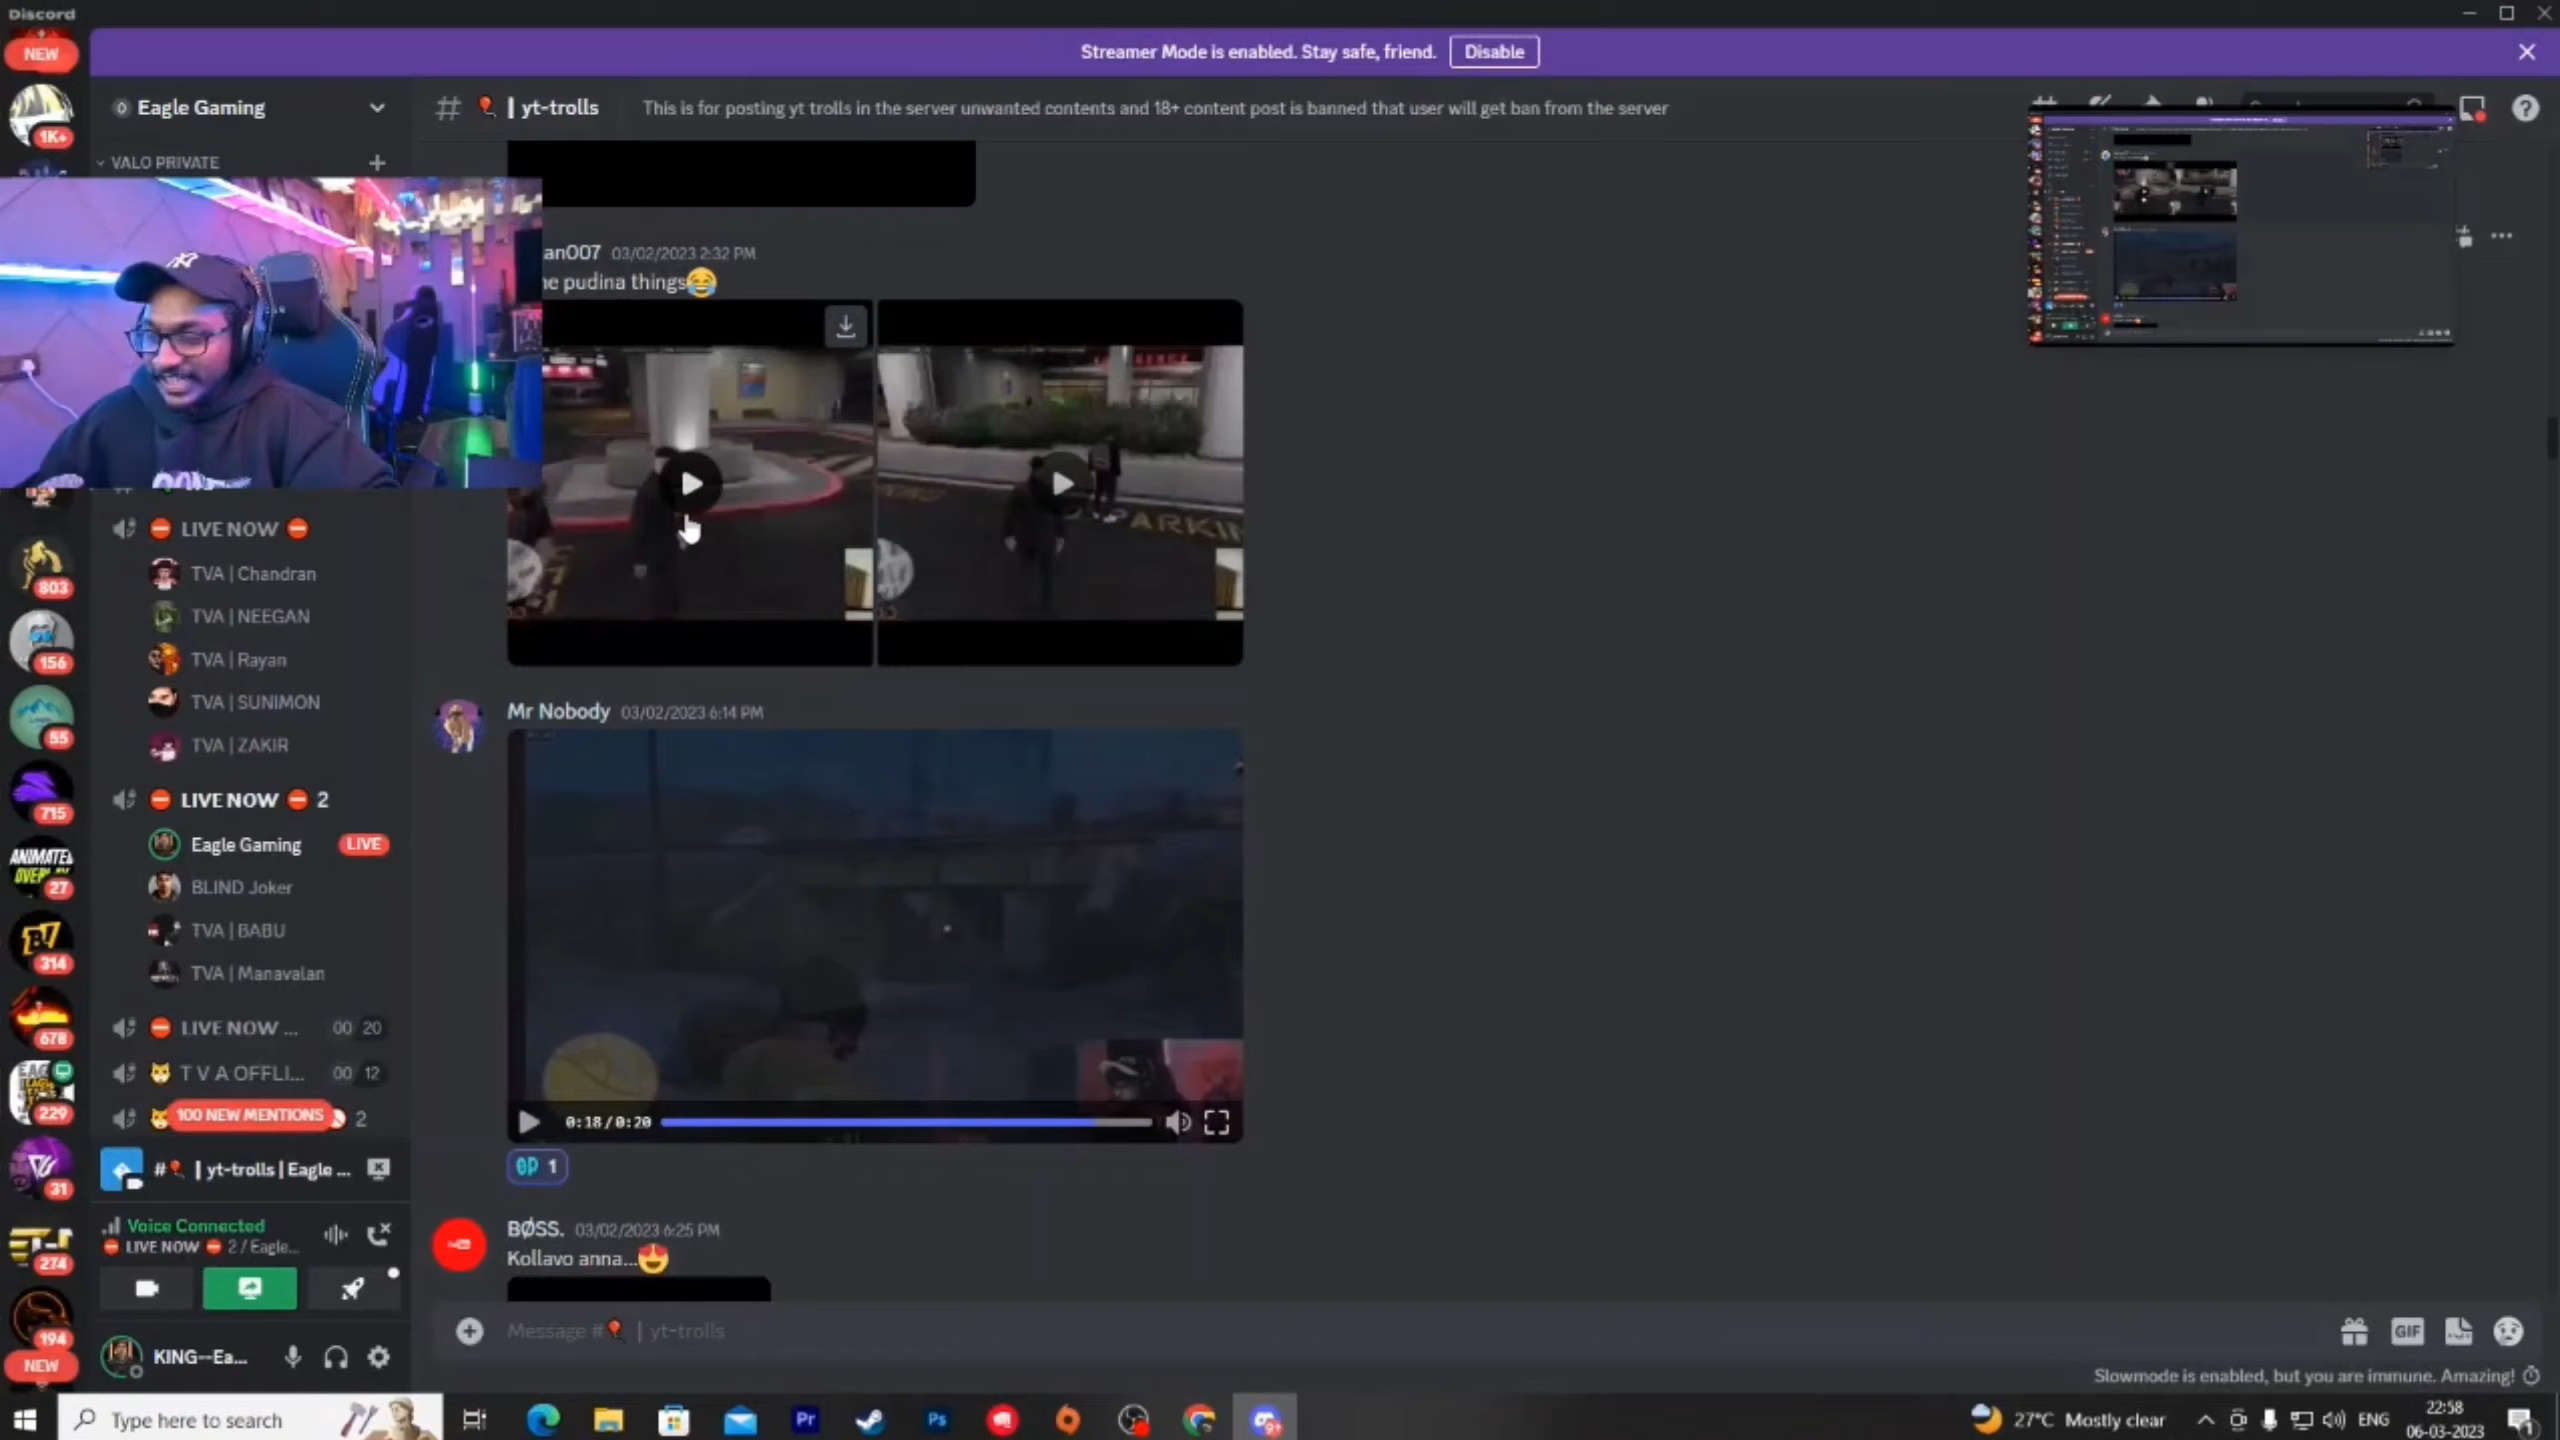 Discord
NEW
Streamer Mode is enabled. Stay safe, friend. Disable
1K+
Eagle Gaming
VALO PRIVATE
# | yt-trolls This is for posting yt trolls in the server unwanted contents and 18+ content post is banned that user will get ban from the server
an007 03/02/2023 2:32 PM
pudina things😂
PARKIN
LIVE NOW
TVA | Chandran
TVA | NEEGAN
TVA | Rayan
TVA | SUNIMON
TVA | ZAKIR
LIVE NOW 2
Eagle Gaming LIVE
BLIND Joker
TVA | BABU
TVA | Manavalan
LIVE NOW ... 00 20
T V A OFFLI... 00 12
100 NEW MENTIONS 2
# | yt-trolls | Eagle ...
Voice Connected
LIVE NOW 2 / Eagle...
KING--Ea...
803
156
55
715
ANIMATED
27
314
678
229
31
274
194
NEW
Mr Nobody 03/02/2023 6:14 PM
0:18/0:20
OP 1
BØSS. 03/02/2023 6:25 PM
Kollavo anna...😍
Message # | yt-trolls
GIF
Slowmode is enabled, but you are immune. Amazing!
Type here to search
Pr
Ps
9+
27°C Mostly clear
ENG
22:58
06-03-2023
1